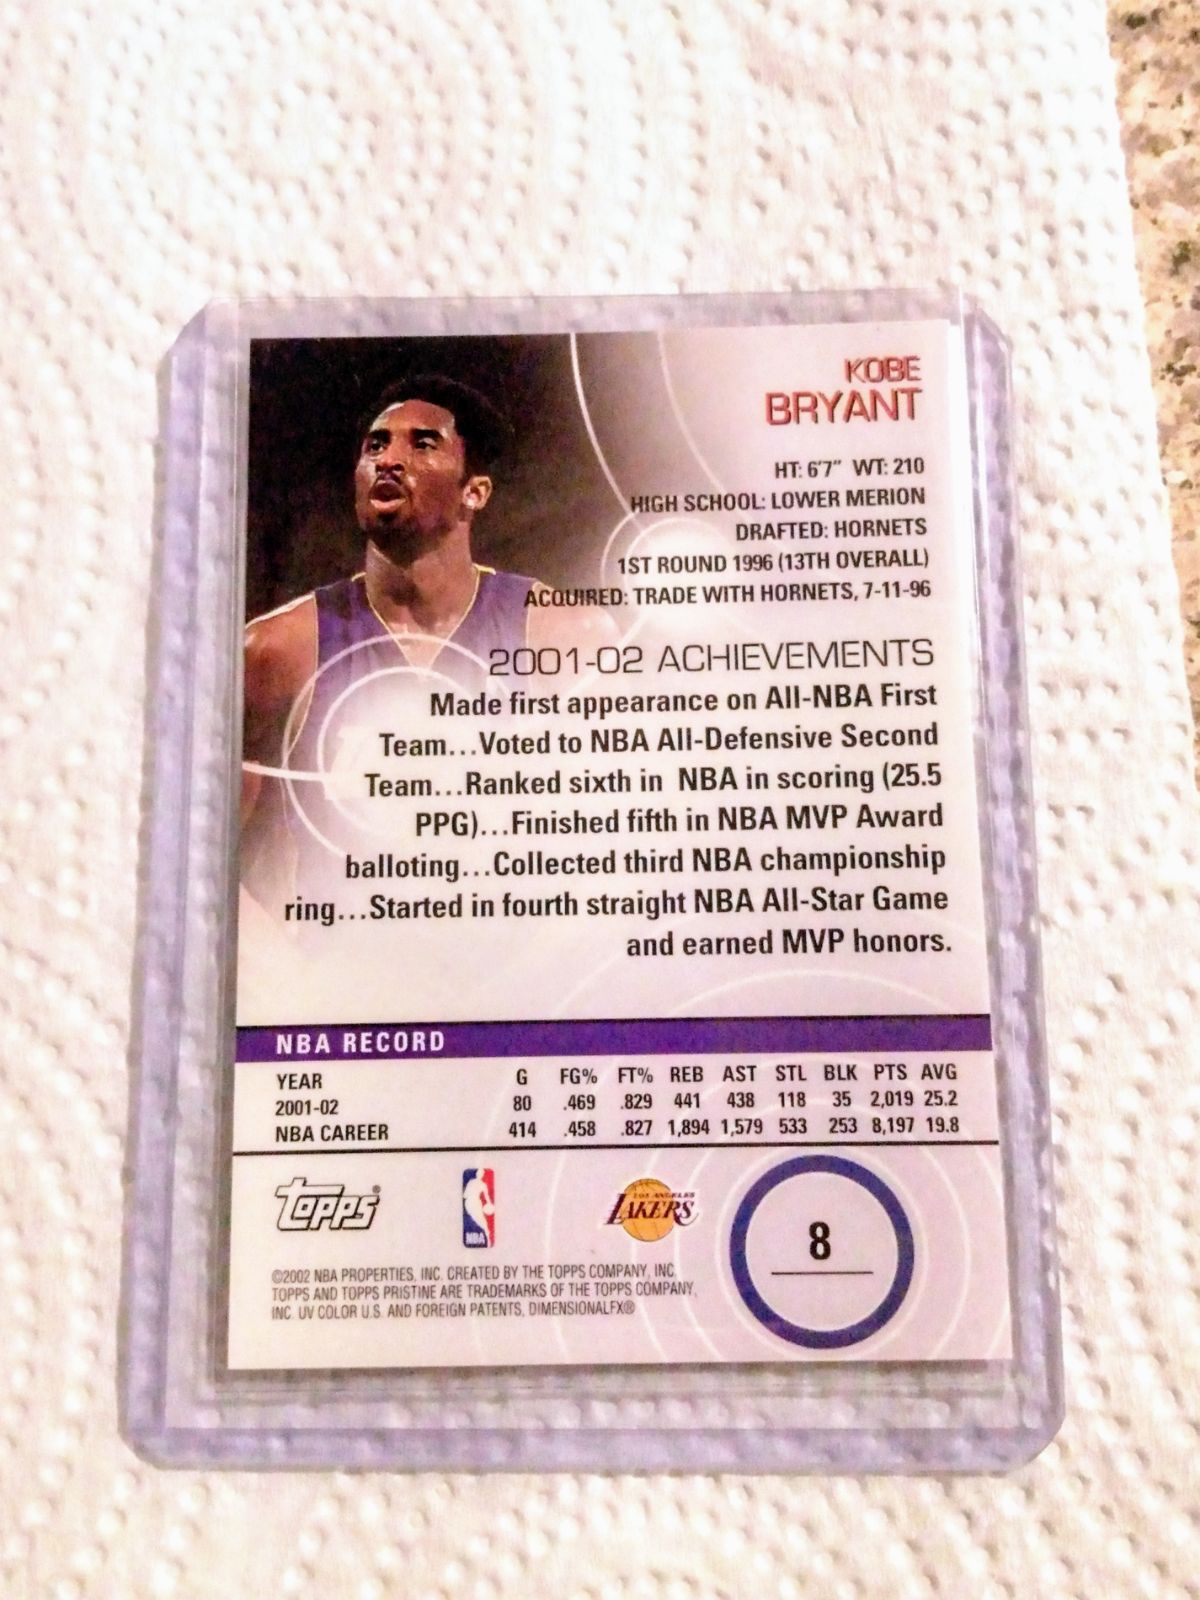 KOBE
BRYANT
HT: 6'7" WT: 210
HIGH SCHOOL: LOWER MERION
DRAFTED: HORNETS
1ST ROUND 1996 (13TH OVERALL)
ACQUIRED: TRADE WITH HORNETS, 7-11-96
2001-02 ACHIEVEMENTS
Made first appearance on All-NBA First
Team...Voted to NBA All-Defensive Second
Team...Ranked sixth in NBA in scoring (25.5
PPG)...Finished fifth in NBA MVP Award
balloting...Collected third NBA championship
ring...Started in fourth straight NBA All-Star Game
and earned MVP honors.
NBA RECORD
YEAR G FG% FT% REB AST STL BLK PTS AVG
2001-02 80 .469 .829 441 438 118 35 2,019 25.2
NBA CAREER 414 .458 .827 1,894 1,579 533 253 8,197 19.8
TOPPS®
NBA
LOS ANGELES
LAKERS
8
©2002 NBA PROPERTIES, INC. CREATED BY THE TOPPS COMPANY, INC.
TOPPS AND TOPPS PRISTINE ARE TRADEMARKS OF THE TOPPS COMPANY,
INC. UV COLOR U.S. AND FOREIGN PATENTS, DIMENSIONALFX®